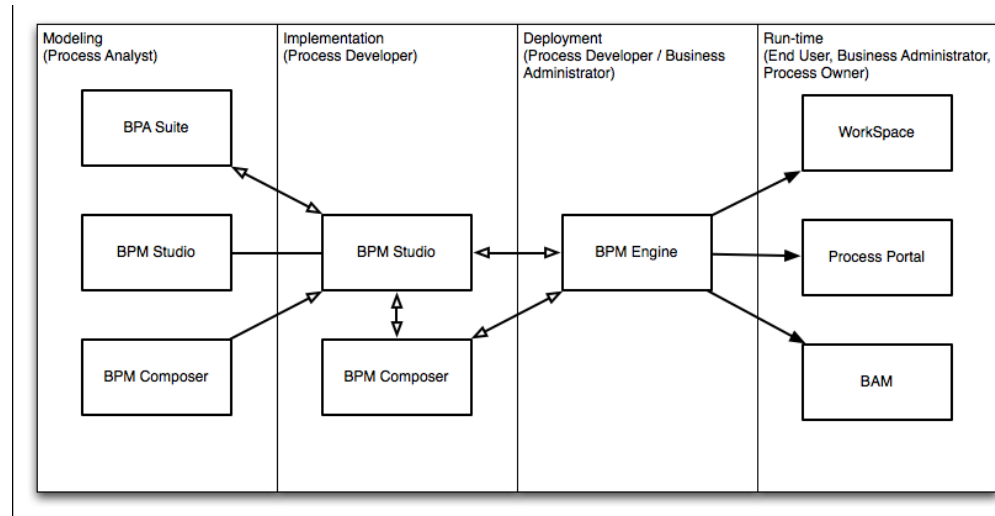 Modeling
(Process Analyst)
Implementation
(Process Developer)
Deployment
(Process Developer / Business
Administrator)
Run-time
(End User, Business Administrator,
Process Owner)
BPA Suite
WorkSpace
BPM Studio
BPM Studio
BPM Engine
Process Portal
BPM Composer
BPM Composer
BAM